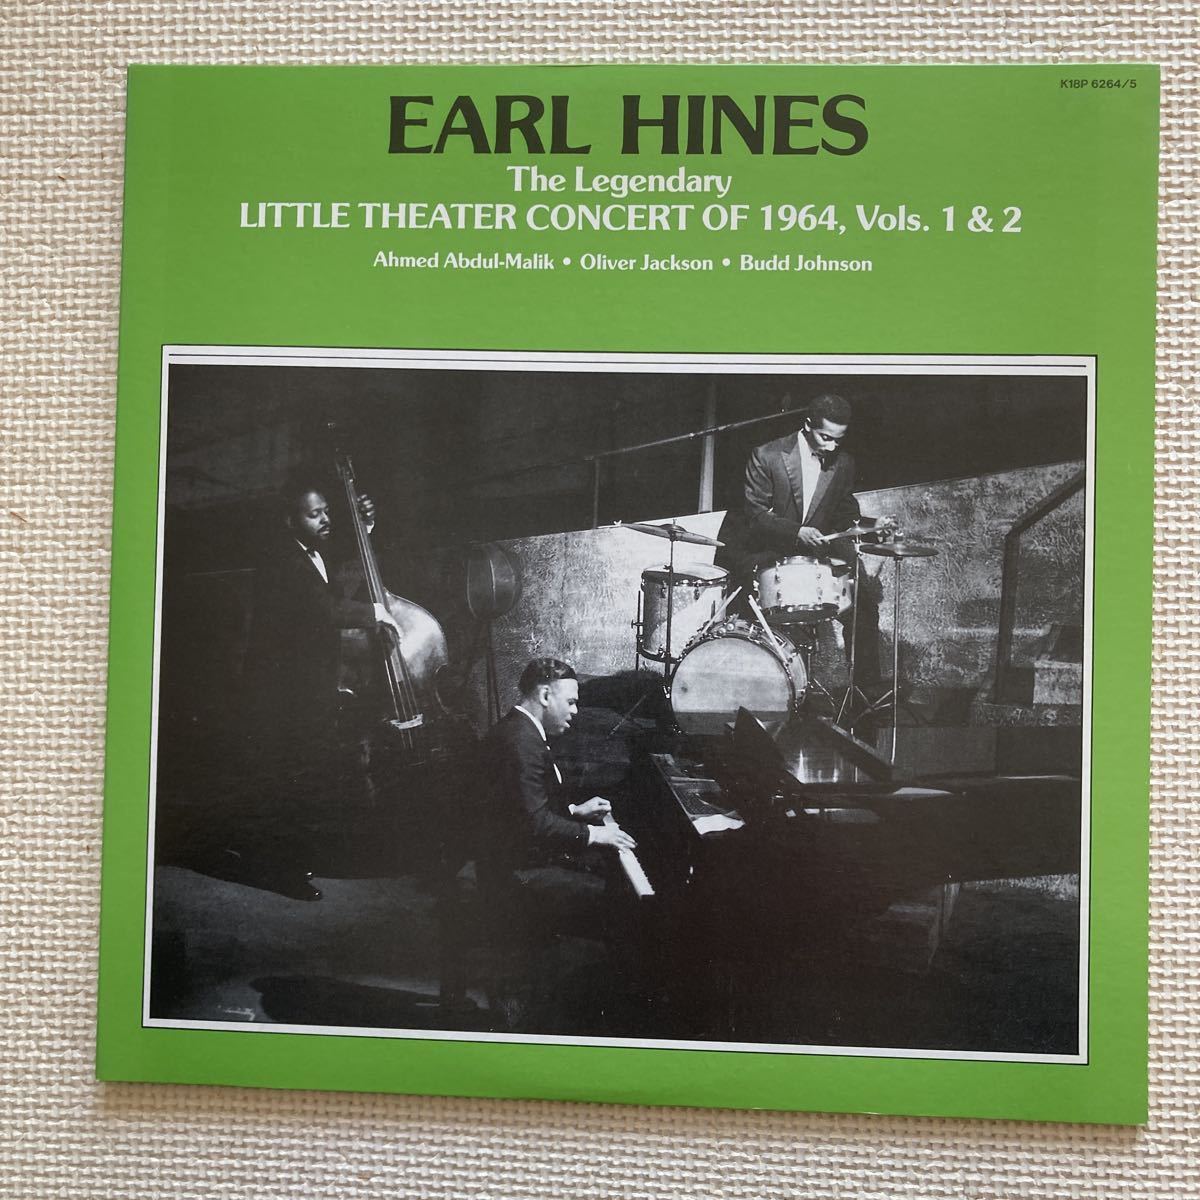 K18P 6264/5
EARL HINES
The Legendary
LITTLE THEATER CONCERT OF 1964, Vols. 1 & 2
Ahmed Abdul-Malik • Oliver Jackson • Budd Johnson